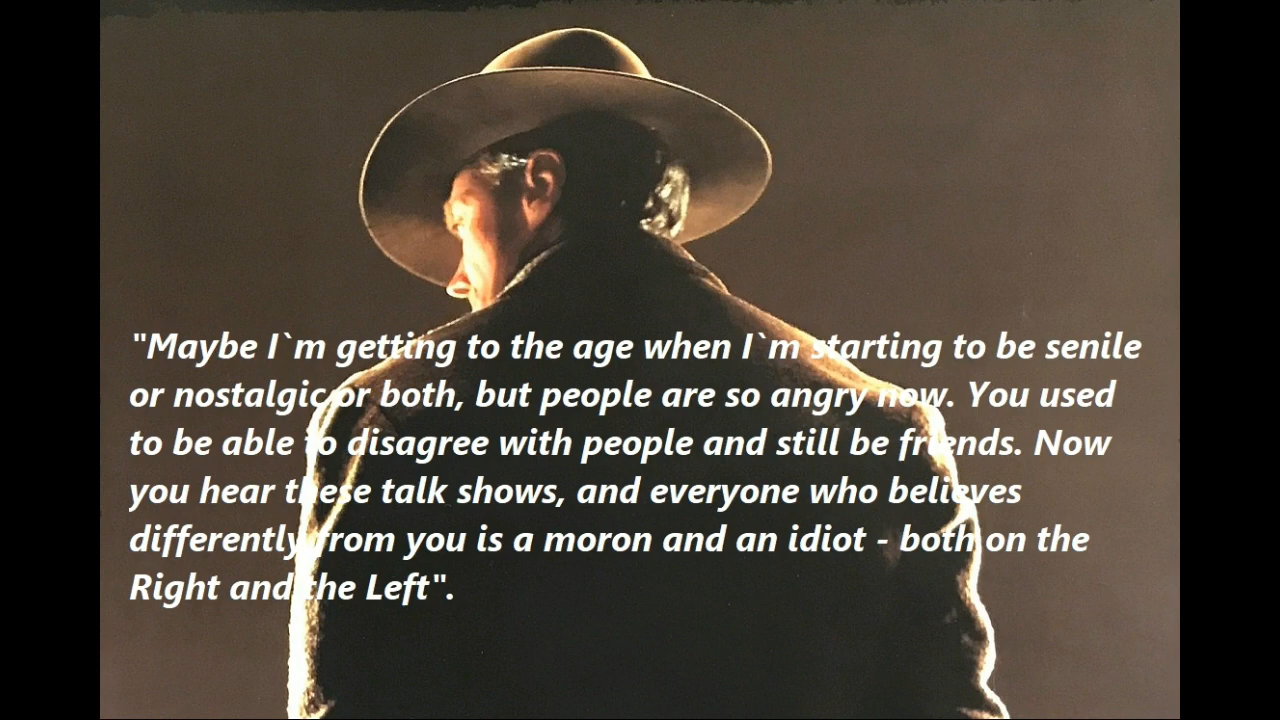 "Maybe I`m getting to the age when I`m starting to be senile
or nostalgic or both, but people are so angry now. You used
to be able to disagree with people and still be friends. Now
you hear these talk shows, and everyone who believes
differently from you is a moron and an idiot - both on the
Right and the Left".